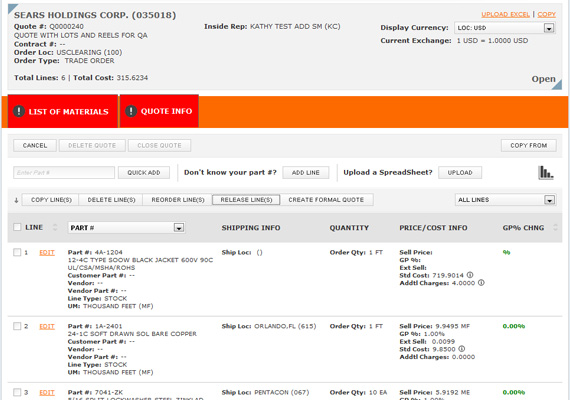 SEARS HOLDINGS CORP. (035018)
Quote #: Q0000240
QUOTE WITH LOTS AND REELS FOR QA
Contract #: --
Order Loc: USCLEARING (100)
Order Type: TRADE ORDER
Total Lines: 6 | Total Cost: 315.6234
Inside Rep: KATHY TEST ADD SM (KC)
UPLOAD EXCEL | COPY
Display Currency: LOC: USD
Current Exchange: 1 USD = 1.0000 USD
Open
LIST OF MATERIALS
QUOTE INFO
CANCEL DELETE QUOTE CLOSE QUOTE COPY FROM
Enter Part # QUICK ADD Don't know your part #? ADD LINE Upload a SpreadSheet? UPLOAD
COPY LINE(S) DELETE LINE(S) REORDER LINE(S) RELEASE LINE(S) CREATE FORMAL QUOTE ALL LINES
LINE PART # SHIPPING INFO QUANTITY PRICE/COST INFO GP% CHNG
1 EDIT
Part #: 4A-1204
12-4C TYPE SOOW BLACK JACKET 600V 90C
UL/CSA/MSHA/ROHS
Customer Part #: --
Vendor: --
Vendor Part #: --
Line Type: STOCK
UM: THOUSAND FEET (MF)
Ship Loc: ()
Order Qty: 1 FT
Sell Price:
GP %:
Ext Sell:
Std Cost: 719.9014
Addtl Charges: 4.0000
%
2 EDIT
Part #: 1A-2401
24-1C SOFT DRAWN SOL BARE COPPER
Customer Part #: --
Vendor: --
Vendor Part #: --
Line Type: STOCK
UM: THOUSAND FEET (MF)
Ship Loc: ORLANDO,FL (615)
Order Qty: 1 FT
Sell Price: 9.9495 MF
GP %: 1.00%
Ext Sell: 0.0099
Std Cost: 9.8500
Addtl Charges: 0.0000
0.00%
3 EDIT
Part #: 7041-ZK
Ship Loc: PENTACON (067)
Order Qty: 10 EA
Sell Price: 5.9192 ME
0.00%